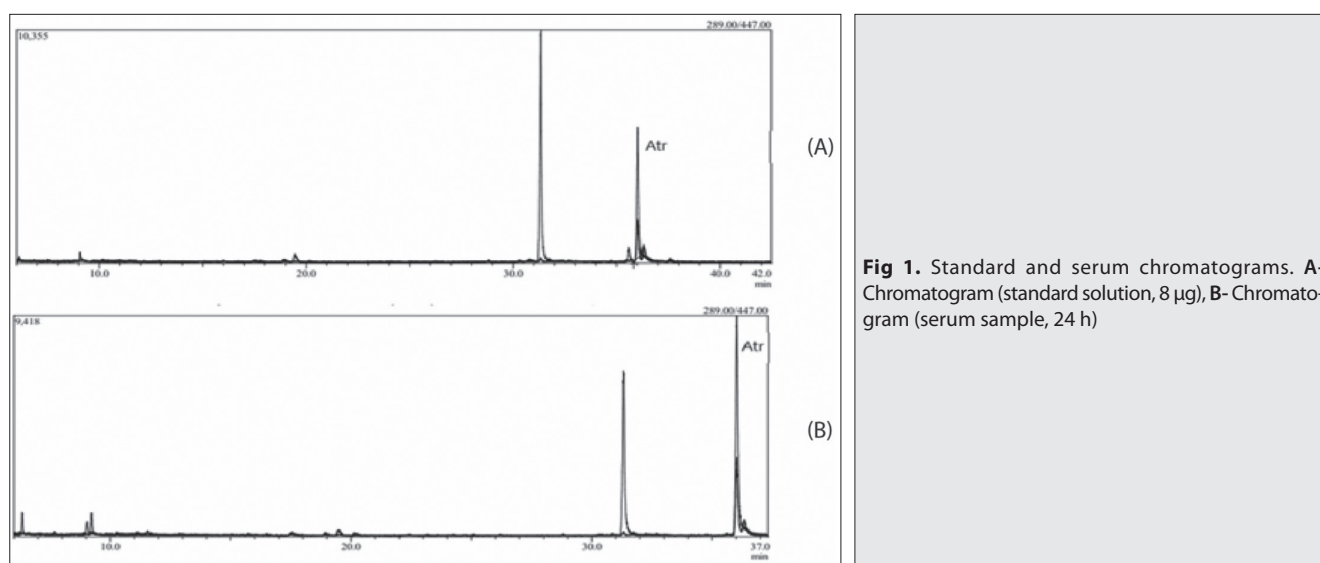 289.00/447.00
10,355
Atr
(A)
10.0 20.0 30.0 40.0 42.0
min
289.00/447.00
9,418
Atr
(B)
10.0 20.0 30.0 37.0
min
Fig 1. Standard and serum chromatograms. A-
Chromatogram (standard solution, 8 µg), B- Chromato-
gram (serum sample, 24 h)